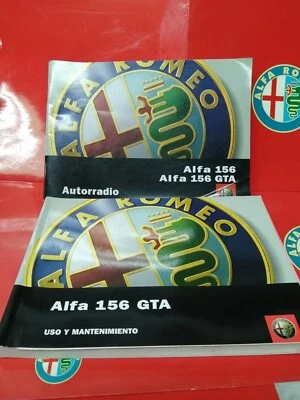 ALFA ROMEO
Alfa 156
Alfa 156 GTA
Autorradio
ALFA ROMEO
ALFA ROMEO
Alfa 156 GTA
USO Y MANTENIMIENTO